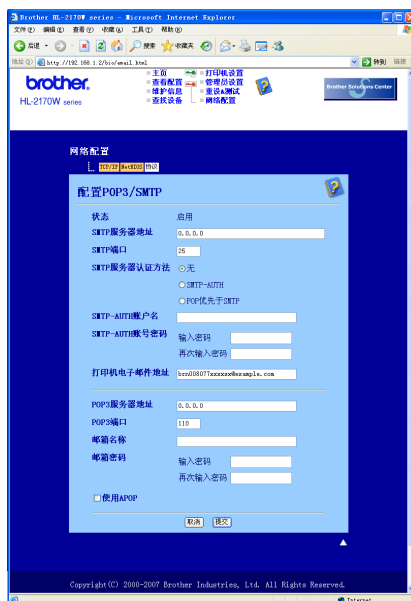 Brother HL-2170W series - Microsoft Internet Explorer
文件(F) 编辑(E) 查看(V) 收藏(A) 工具(T) 帮助(H)
后退 搜索 收藏夹
地址(D) http://192.168.1.2/bio/email.html 转到 链接
brother.
HL-2170W series
主页 打印机设置
查看配置 管理员设置
维护信息 重设&测试
查找设备 网络配置
Brother Solutions Center
网络配置
TCP/IP NetBIOS 协议
配置POP3/SMTP
状态 启用
SMTP服务器地址 0.0.0.0
SMTP端口 25
SMTP服务器认证方法 无
SMTP-AUTH
POP优先于SMTP
SMTP-AUTH账户名
SMTP-AUTH账号密码 输入密码
再次输入密码
打印机电子邮件地址 brn008077xxxxxx@example.com
POP3服务器地址 0.0.0.0
POP3端口 110
邮箱名称
邮箱密码 输入密码
再次输入密码
使用APOP
取消 提交
Copyright(C) 2000-2007 Brother Industries, Ltd. All Rights Reserved.
Internet